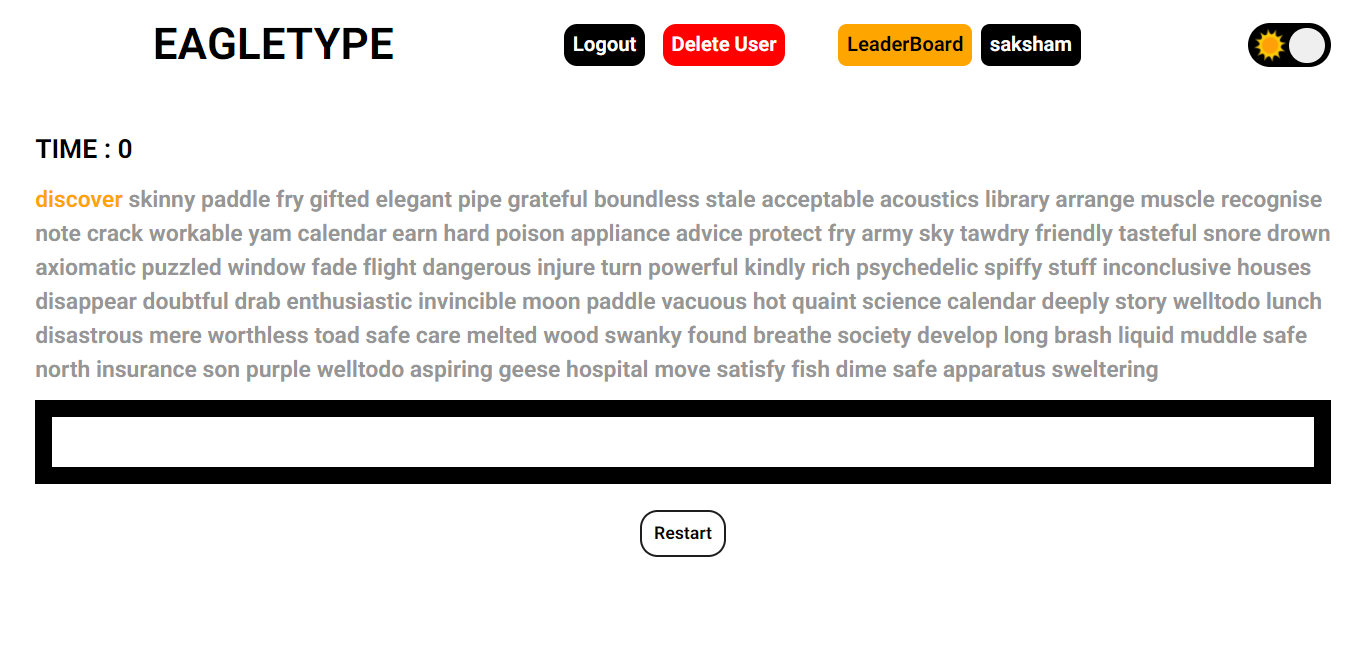 EAGLETYPE Logout Delete User LeaderBoard saksham
TIME : 0
discover skinny paddle fry gifted elegant pipe grateful boundless stale acceptable acoustics library arrange muscle recognise
note crack workable yam calendar earn hard poison appliance advice protect fry army sky tawdry friendly tasteful snore drown
axiomatic puzzled window fade flight dangerous injure turn powerful kindly rich psychedelic spiffy stuff inconclusive houses
disappear doubtful drab enthusiastic invincible moon paddle vacuous hot quaint science calendar deeply story welltodo lunch
disastrous mere worthless toad safe care melted wood swanky found breathe society develop long brash liquid muddle safe
north insurance son purple welltodo aspiring geese hospital move satisfy fish dime safe apparatus sweltering
Restart